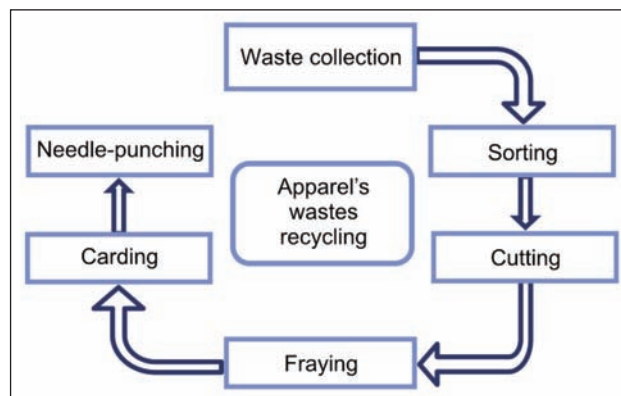 Waste collection
Sorting
Cutting
Fraying
Carding
Needle-punching
Apparel's
wastes
recycling